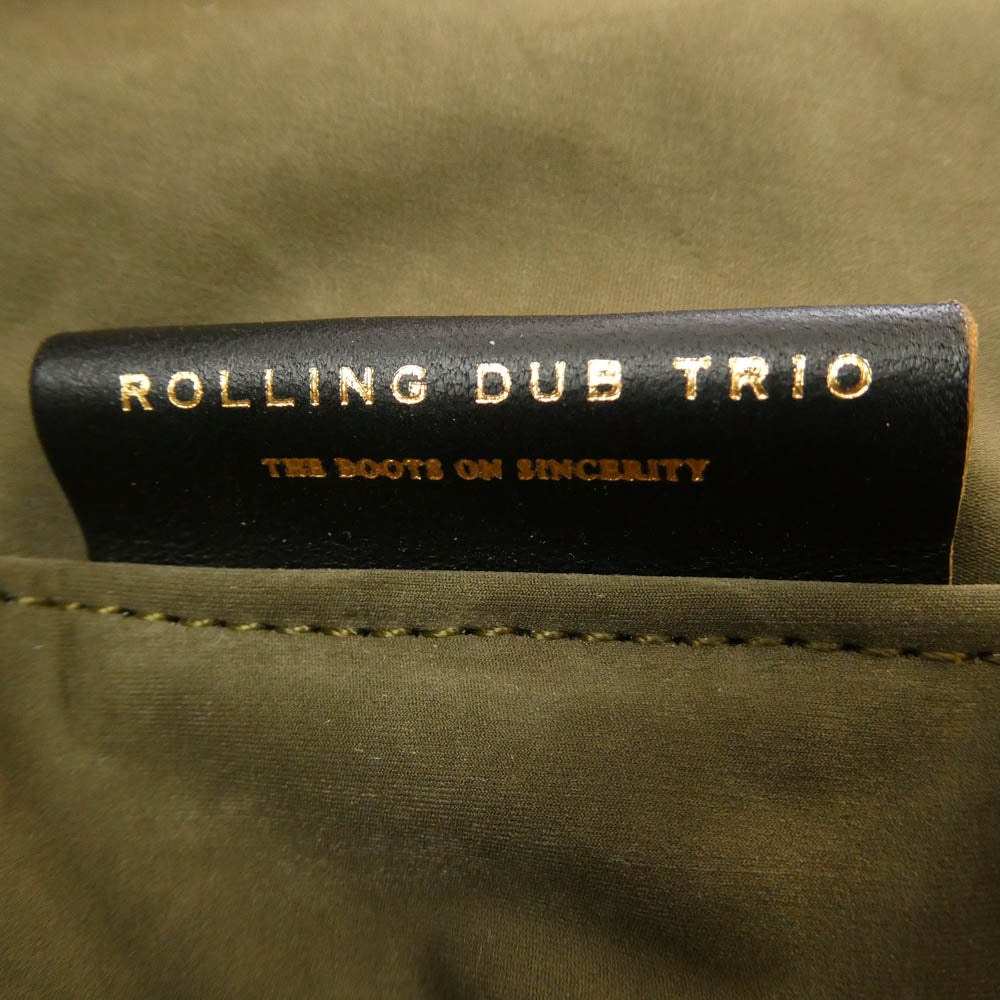 ROLLING DUB TRIO
THE BOOTS ON SINCERITY